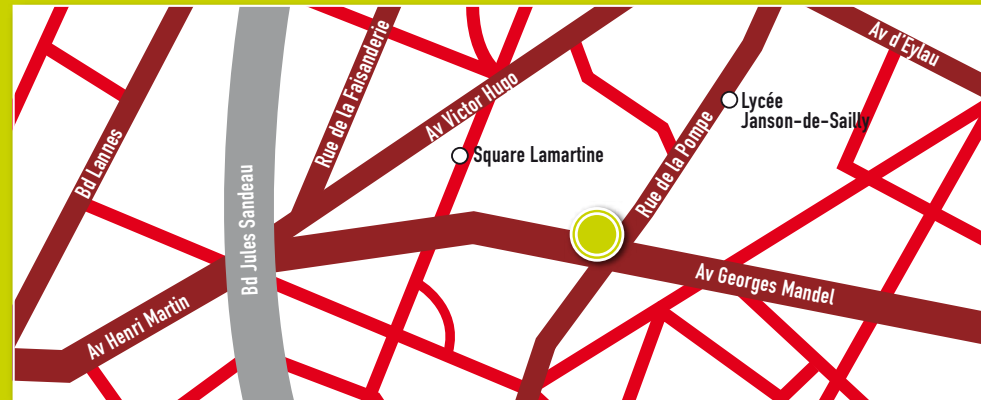 Av d'Eylau
Rue de la Faisanderie
Av Victor Hugo
Lycée
Janson-de-Sailly
Bd Lannes
Square Lamartine
Rue de la Pompe
Bd Jules Sandeau
Av Georges Mandel
Av Henri Martin